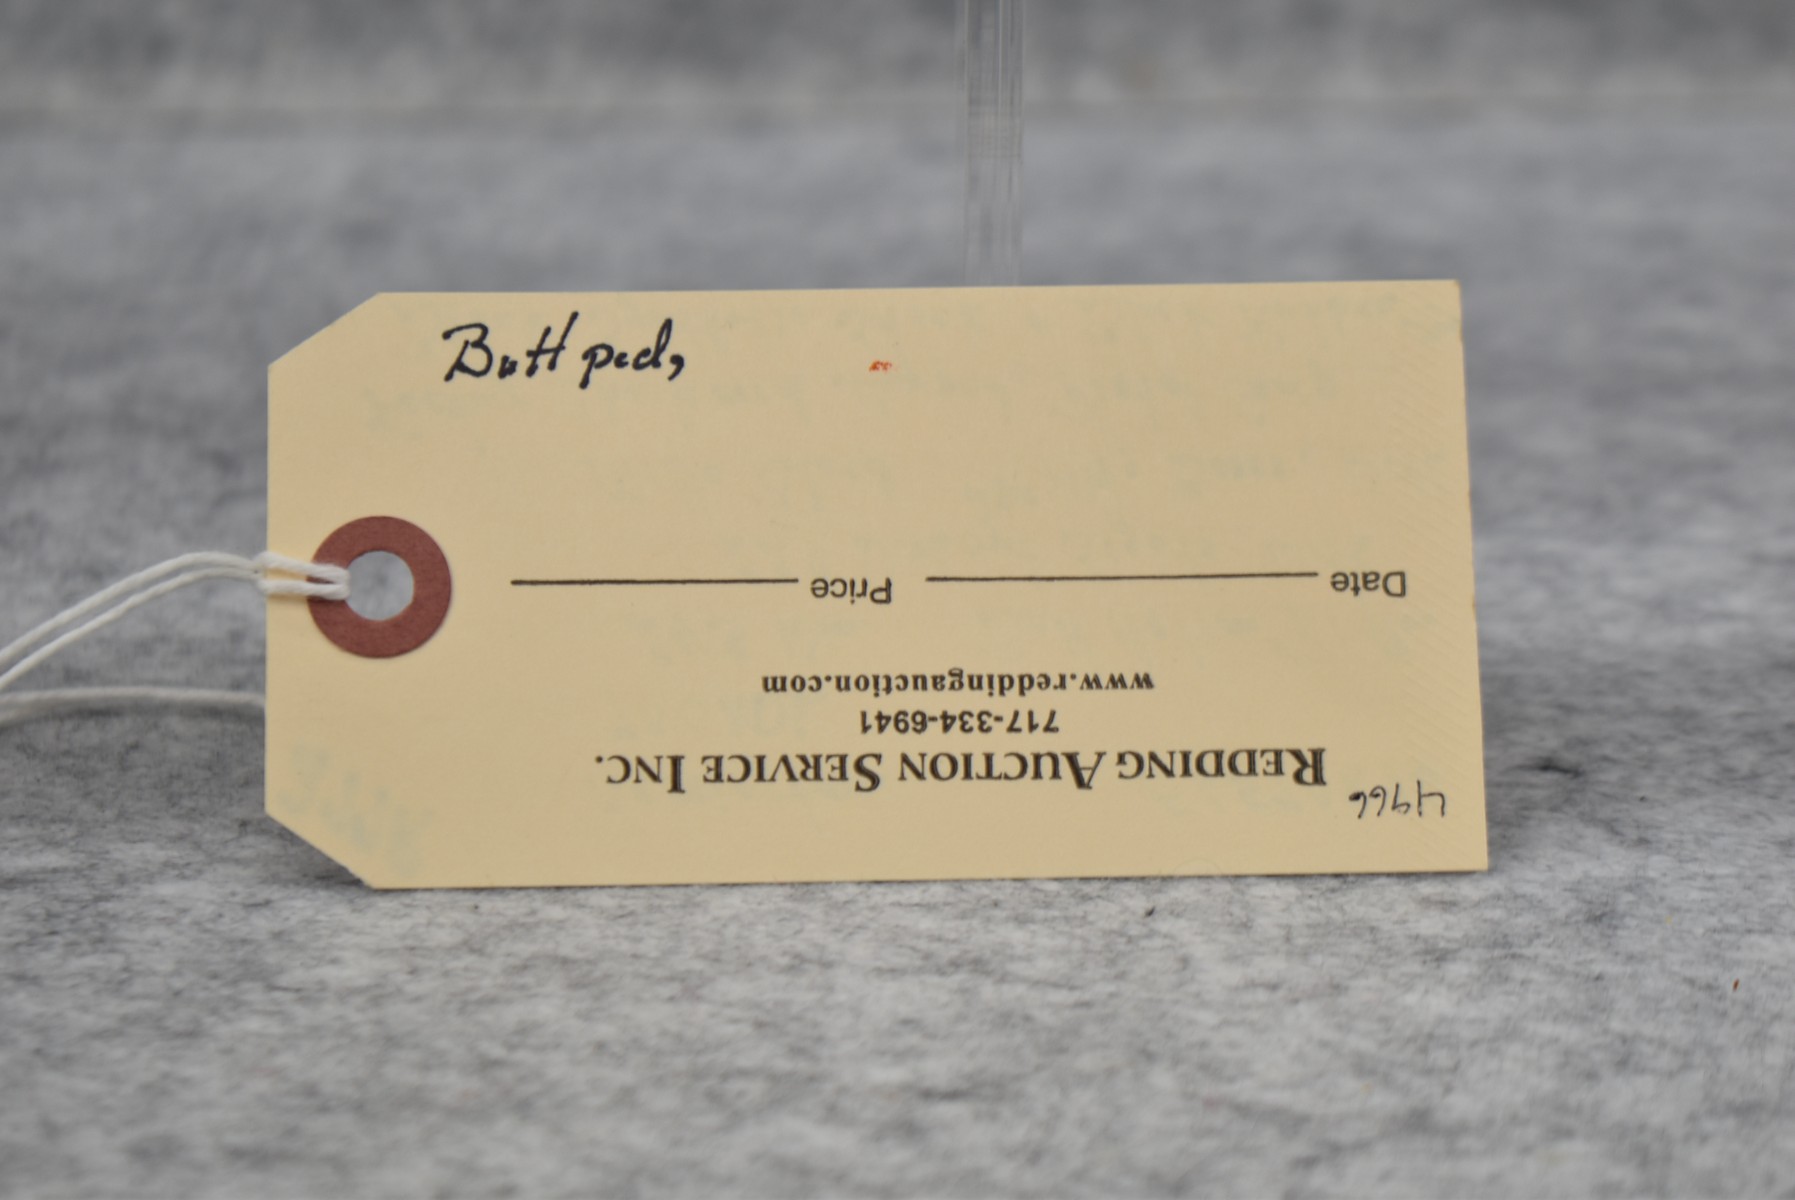 Butt pad,
4966
REDDING AUCTION SERVICE INC.
717-334-6941
www.reddingauction.com
Date Price